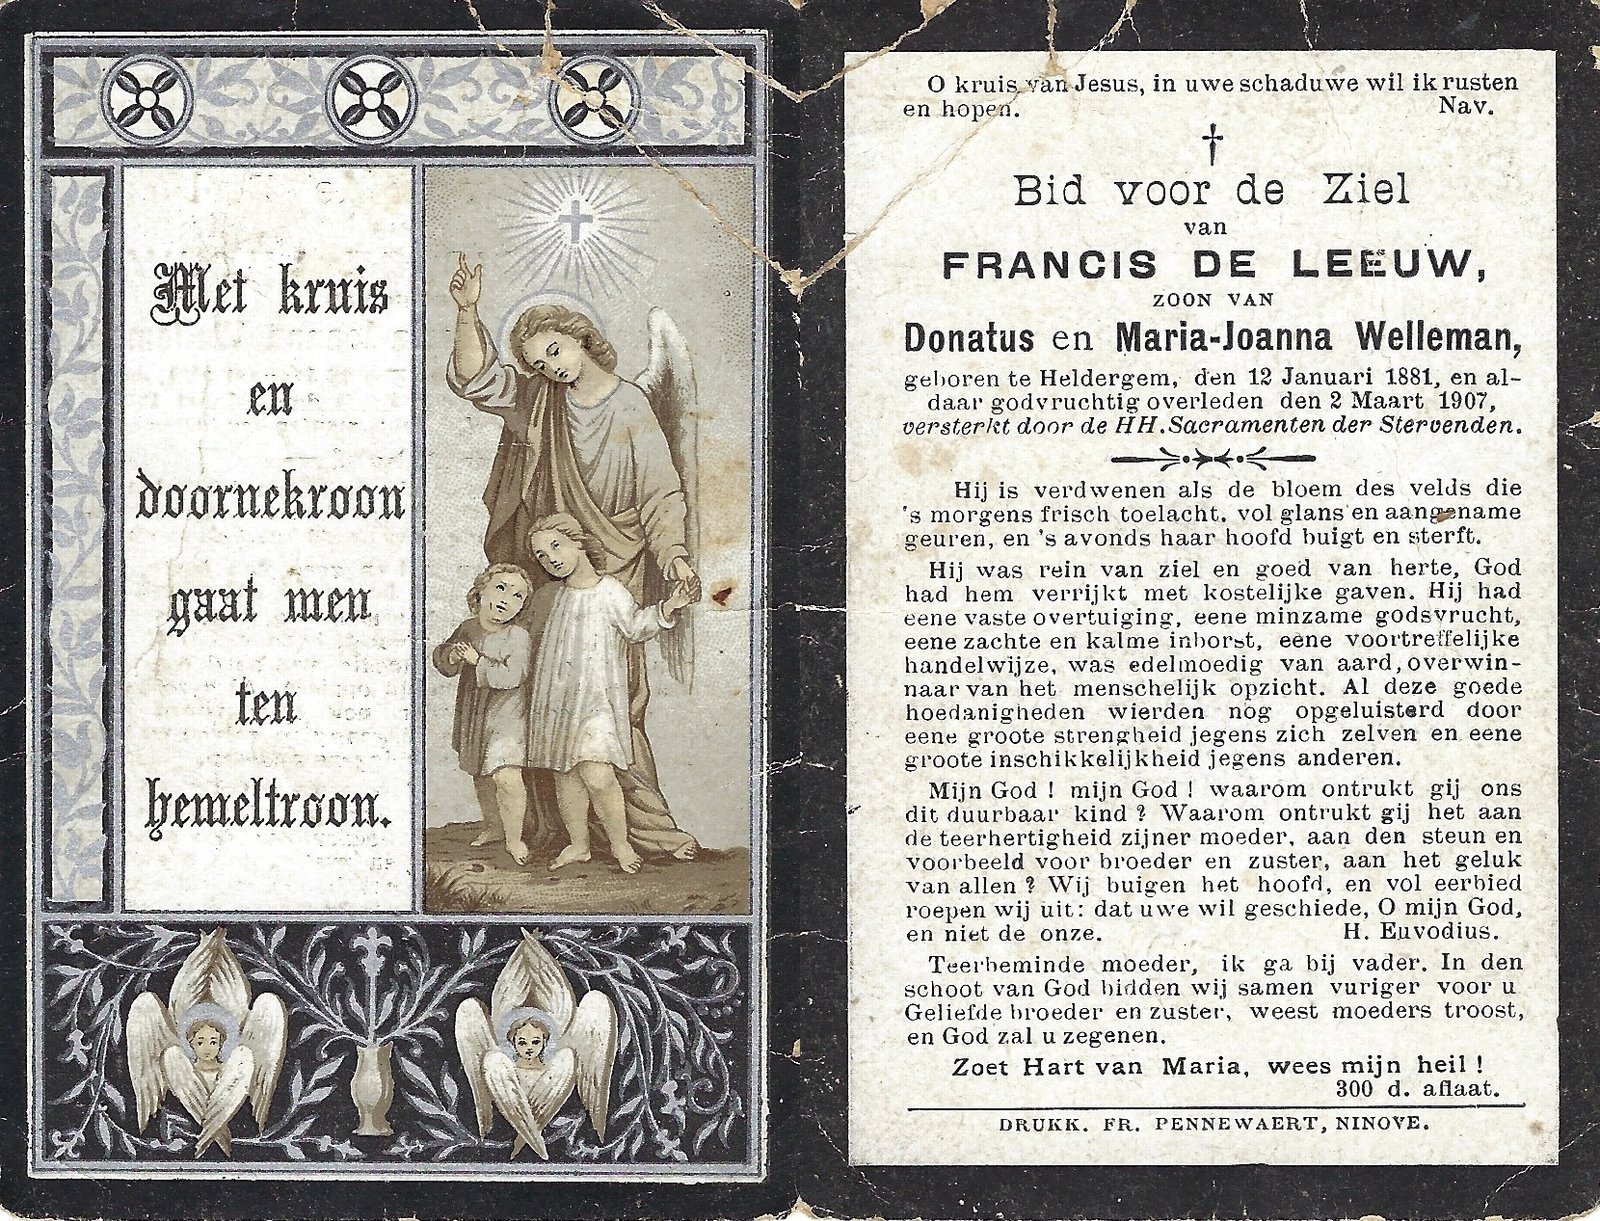 Met kruis
en
doornekroon
gaat men
ten
hemeltroon.
O kruis van Jesus, in uwe schaduwe wil ik rusten
en hopen. Nav.
Bid voor de Ziel
van
FRANCIS DE LEEUW,
ZOON VAN
Donatus en Maria-Joanna Welleman,
geboren te Heldergem, den 12 Januari 1881, en al-
daar godvruchtig overleden den 2 Maart 1907,
versterkt door de HH. Sacramenten der Stervenden.
Hij is verdwenen als de bloem des velds die
's morgens frisch toelacht, vol glans en aangename
geuren, en 's avonds haar hoofd buigt en sterft.
Hij was rein van ziel en goed van herte, God
had hem verrijkt met kostelijke gaven. Hij had
eene vaste overtuiging, eene minzame godsvrucht,
eene zachte en kalme inborst, eene voortreffelijke
handelwijze, was edelmoedig van aard, overwin-
naar van het menschelijk opzicht. Al deze goede
hoedanigheden wierden nog opgeluisterd door
eene groote strengheid jegens zich zelven en eene
groote inschikkelijkheid jegens anderen.
Mijn God ! mijn God ! waarom ontrukt gij ons
dit duurbaar kind ? Waarom ontrukt gij het aan
de teerhertigheid zijner moeder, aan den steun en
voorbeeld voor broeder en zuster, aan het geluk
van allen ? Wij buigen het hoofd, en vol eerbied
roepen wij uit: dat uwe wil geschiede, O mijn God,
en niet de onze. H. Euvodius.
Teerbeminde moeder, ik ga bij vader. In den
schoot van God bidden wij samen vuriger voor u
Geliefde broeder en zuster, weest moeders troost,
en God zal u zegenen.
Zoet Hart van Maria, wees mijn heil !
300 d. aflaat.
DRUKK. FR. PENNEWAERT, NINOVE.